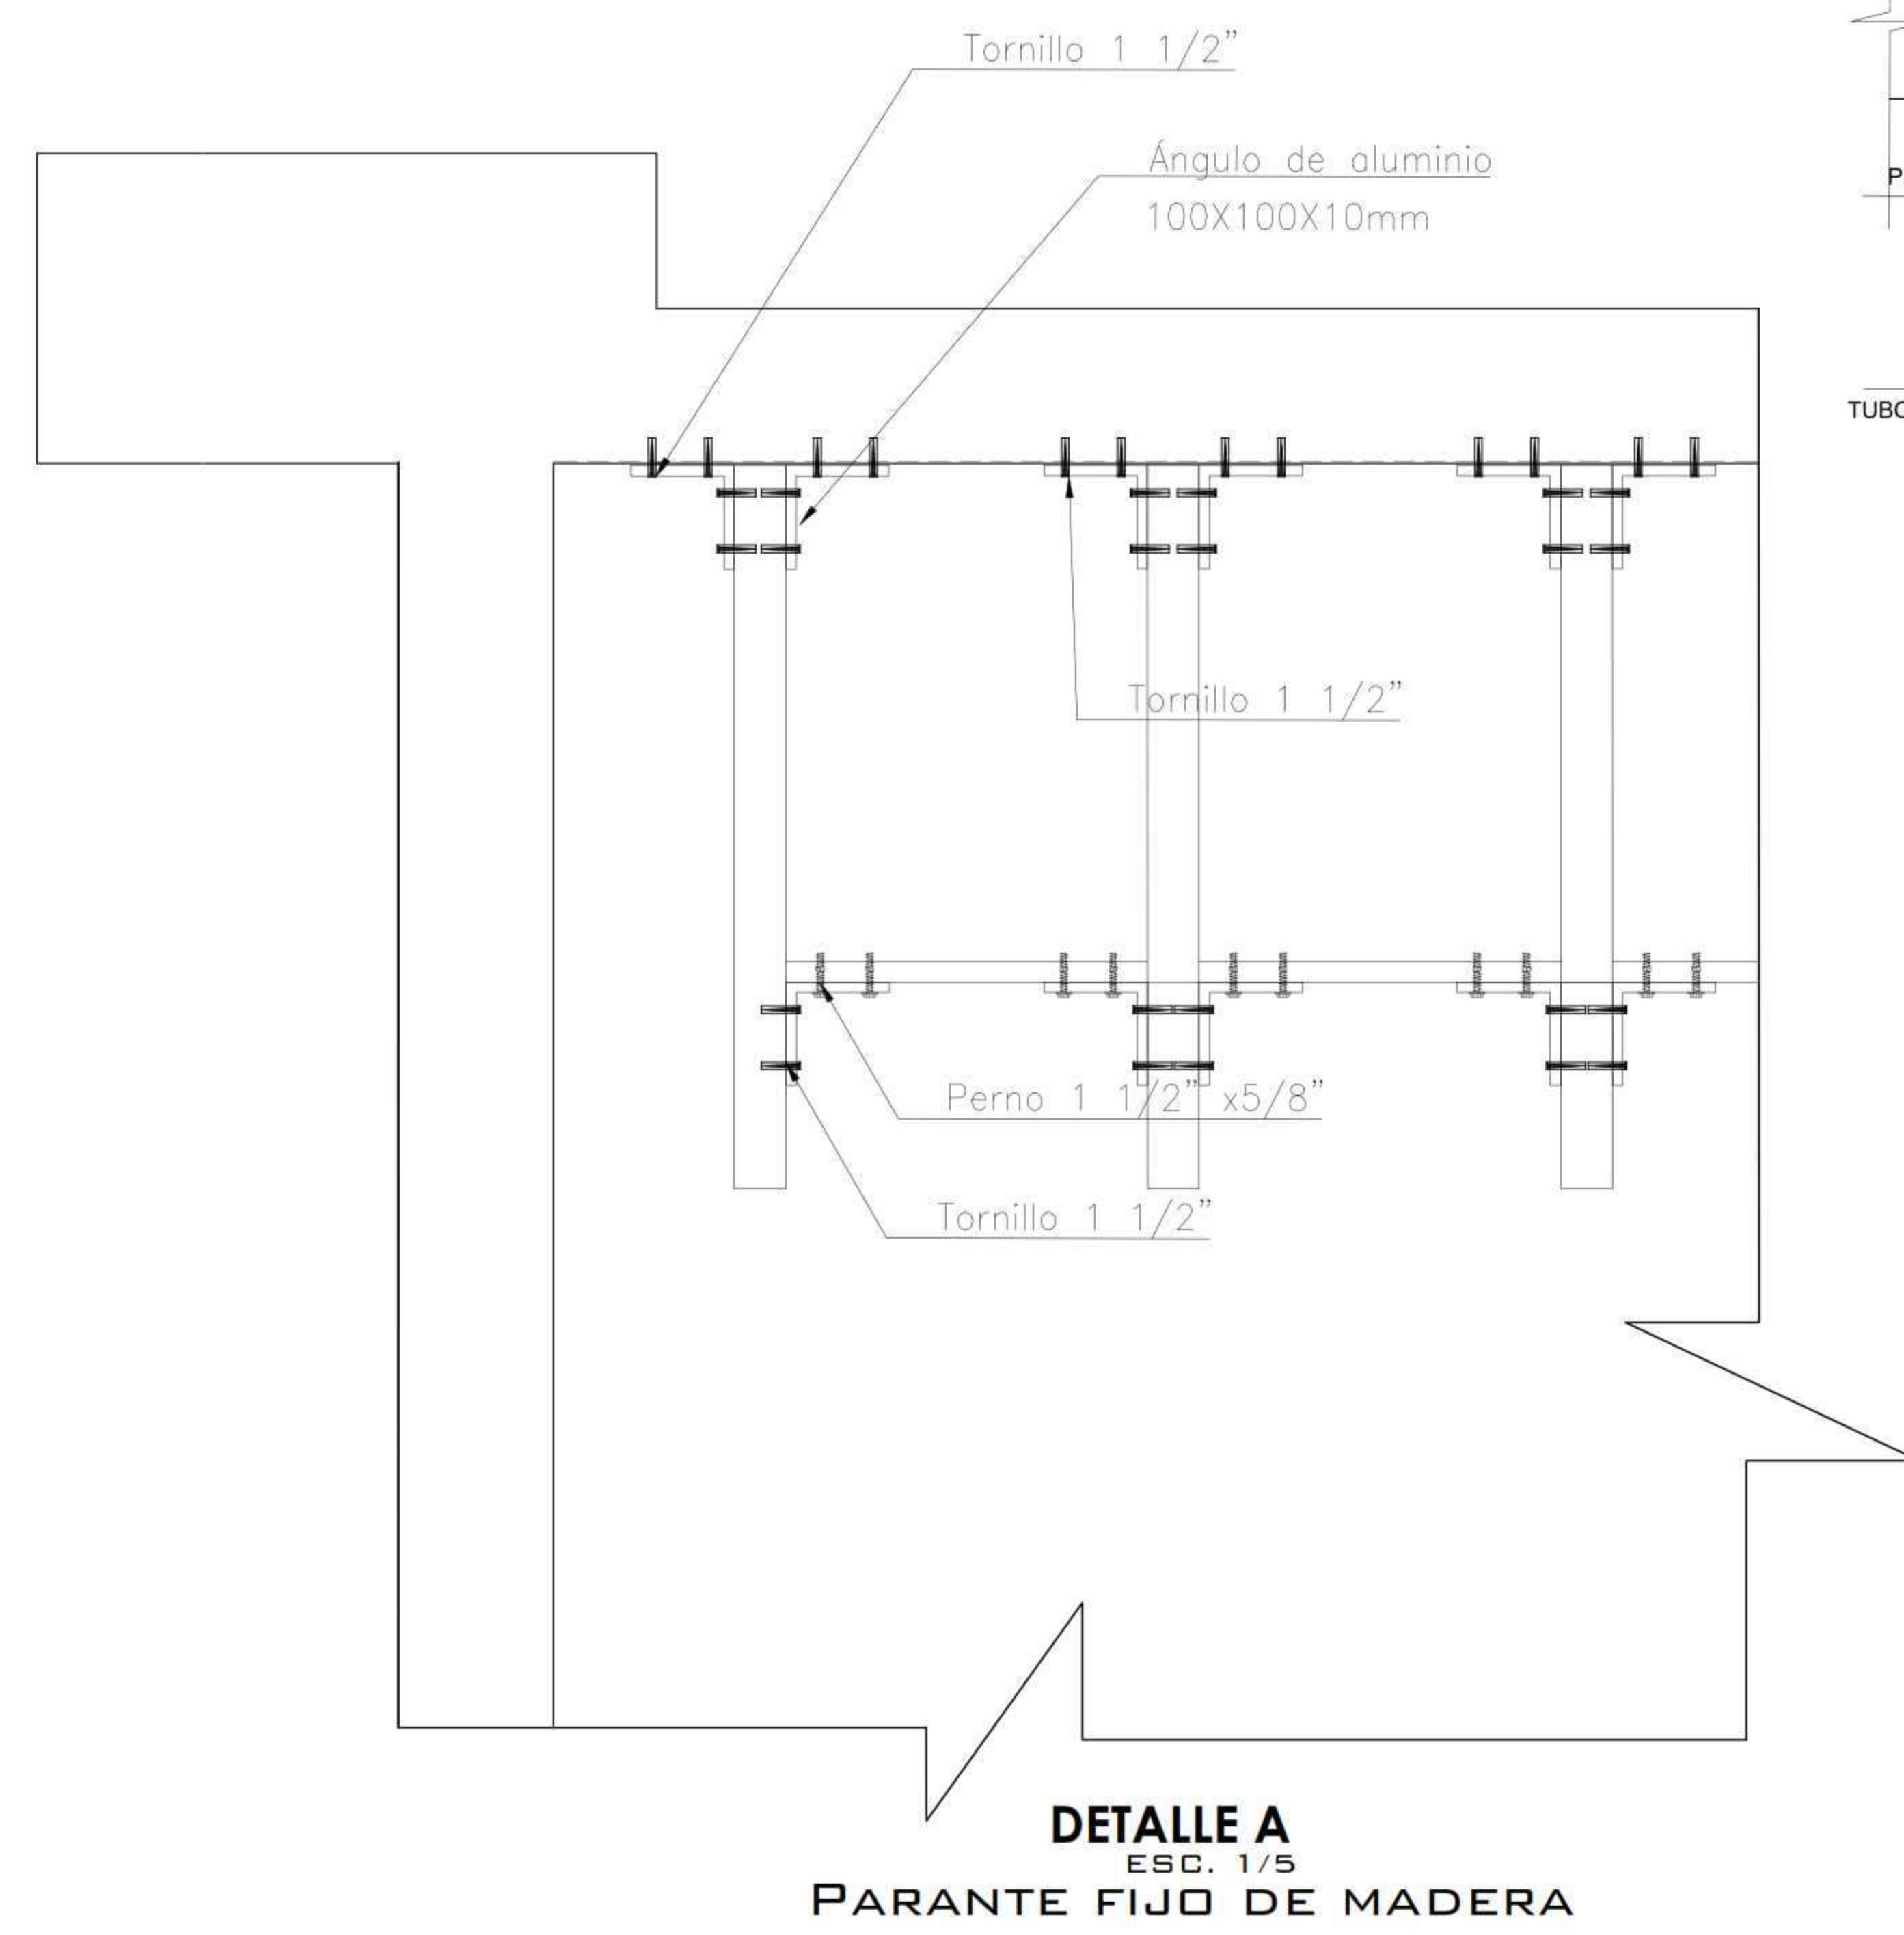 Tornillo 1 1/2”
Ángulo de aluminio
100X100X10mm
P
TUBO
Tornillo 1 1/2”
Perno 1 1/2” x5/8”
Tornillo 1 1/2”
DETALLE A
ESC. 1/5
PARANTE FIJO DE MADERA